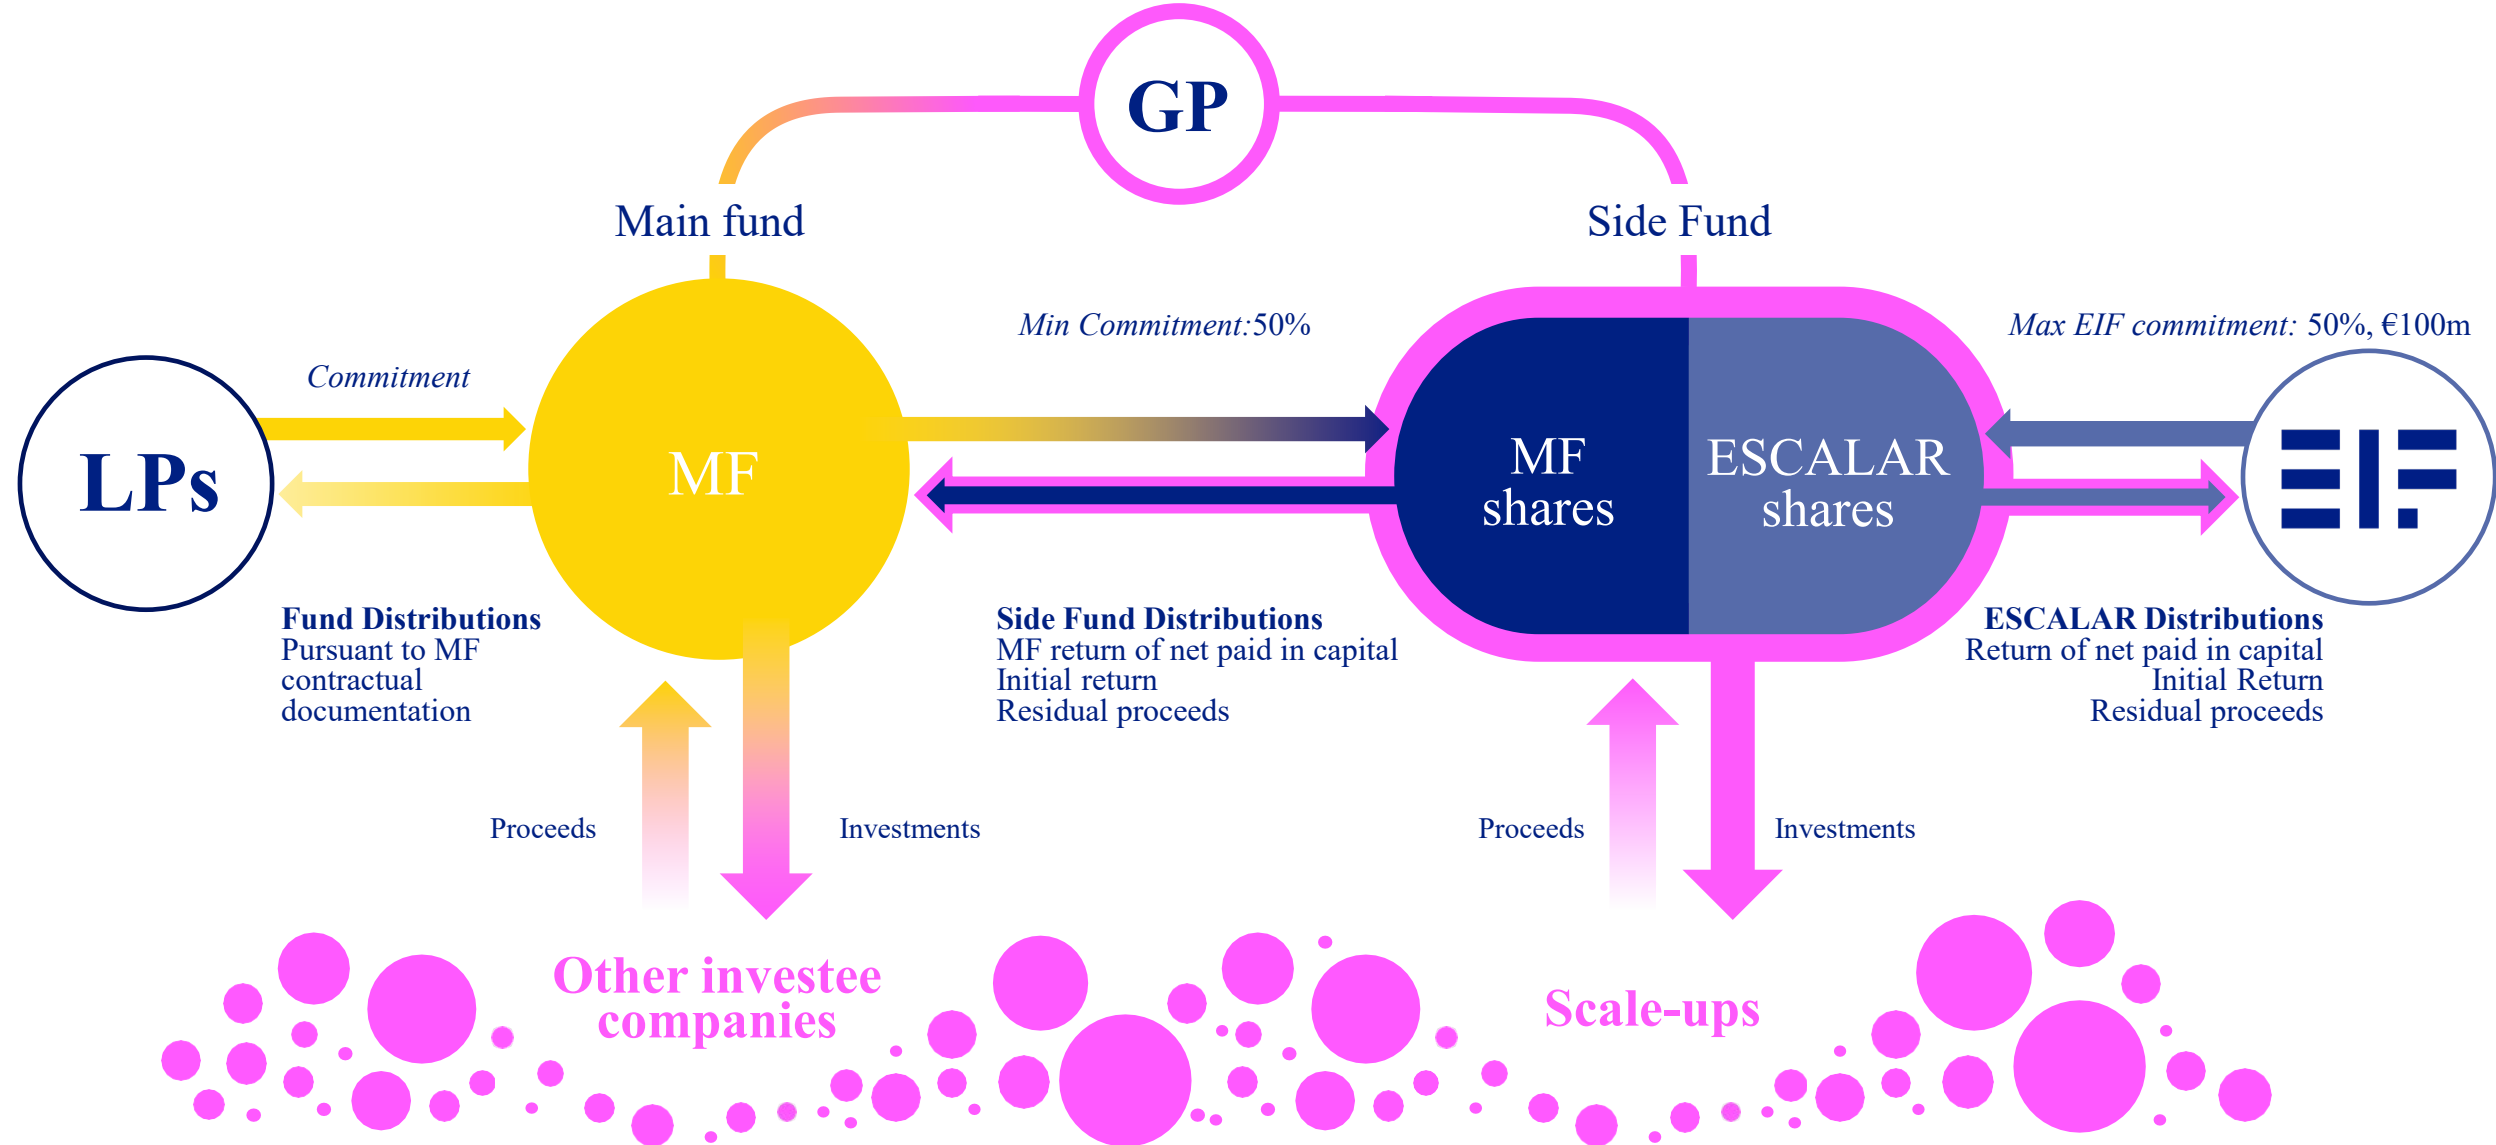 GP
Main fund
Side Fund
Min Commitment:50%
Max EIF commitment: 50%, €100m
Commitment
LPs
MF
MF
shares
ESCALAR
shares
EIF
Fund Distributions
Pursuant to MF
contractual
documentation
Side Fund Distributions
MF return of net paid in capital
Initial return
Residual proceeds
ESCALAR Distributions
Return of net paid in capital
Initial Return
Residual proceeds
Proceeds
Investments
Proceeds
Investments
Other investee
companies
Scale-ups